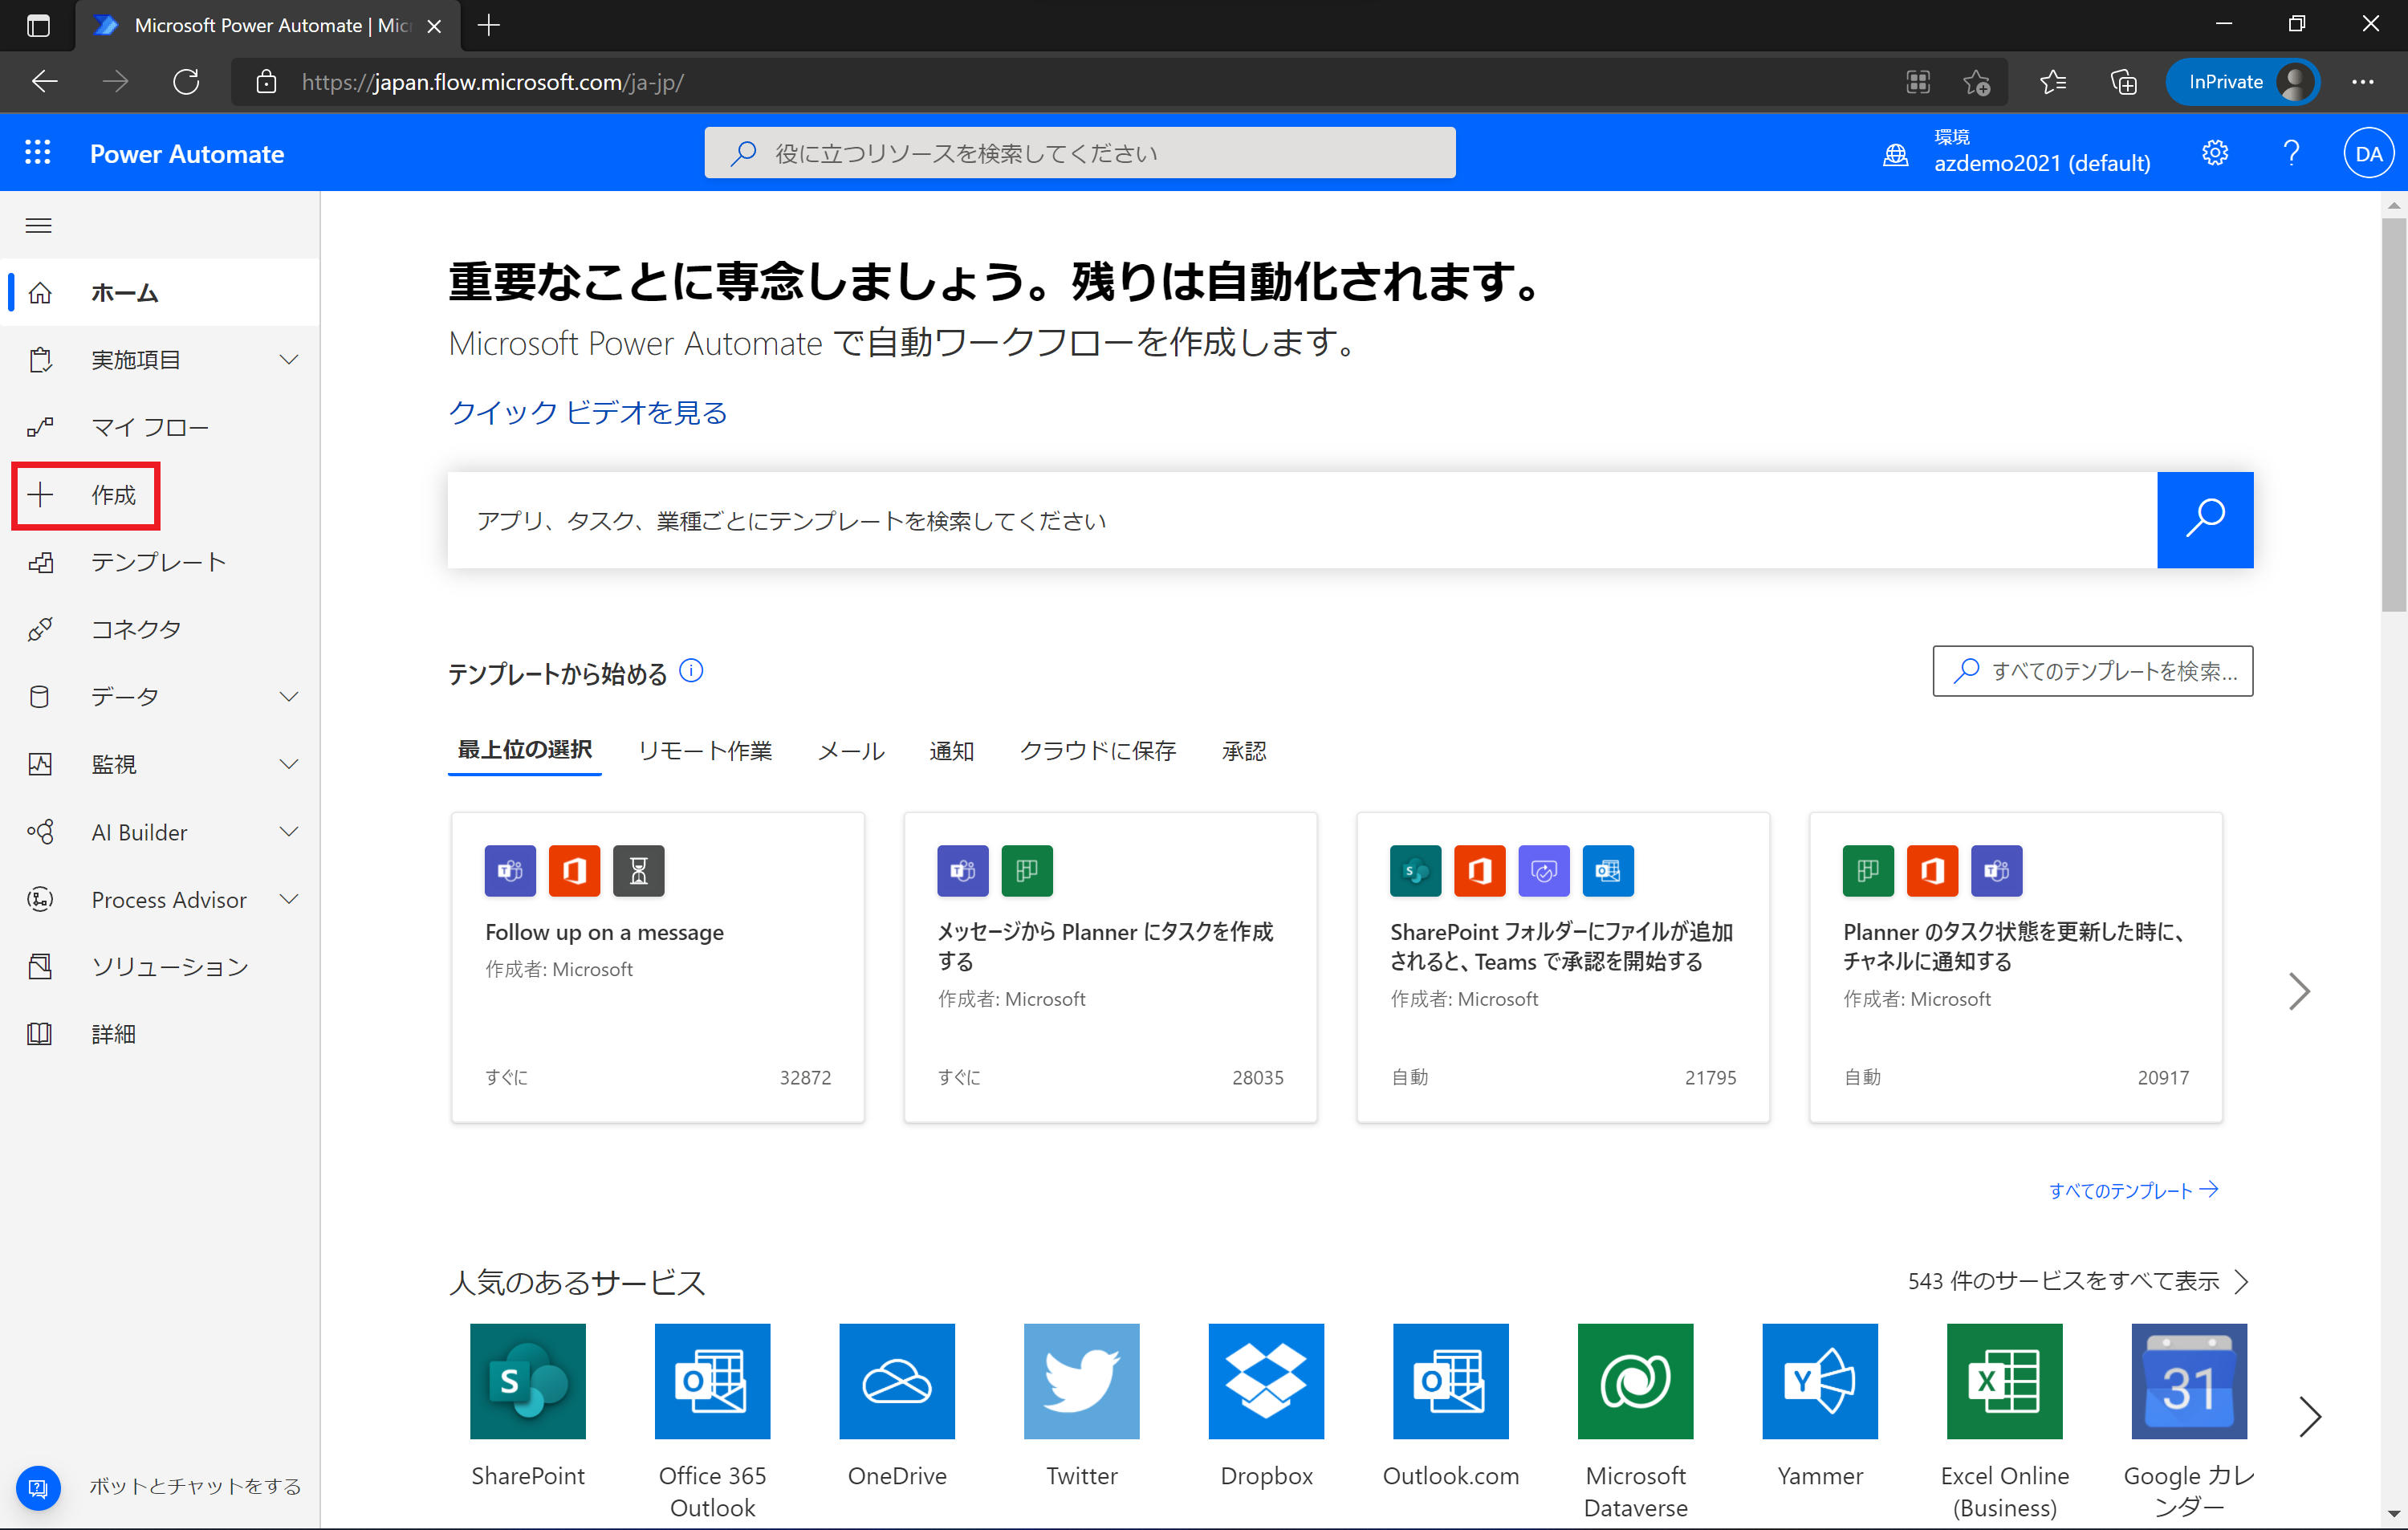 Microsoft Power Automate | Mic
https://japan.flow.microsoft.com/ja-jp/
InPrivate
Power Automate
役に立つリソースを検索してください
環境
azdemo2021 (default)
DA
ホーム
実施項目
マイ フロー
作成
テンプレート
コネクタ
データ
監視
AI Builder
Process Advisor
ソリューション
詳細
ボットとチャットをする
重要なことに専念しましょう。残りは自動化されます。
Microsoft Power Automate で自動ワークフローを作成します。
クイック ビデオを見る
アプリ、タスク、業種ごとにテンプレートを検索してください
テンプレートから始める
すべてのテンプレートを検索...
最上位の選択 リモート作業 メール 通知 クラウドに保存 承認
Follow up on a message
作成者: Microsoft
すぐに 32872
メッセージから Planner にタスクを作成
する
作成者: Microsoft
すぐに 28035
SharePoint フォルダーにファイルが追加
されると、Teams で承認を開始する
作成者: Microsoft
自動 21795
Planner のタスク状態を更新した時に、
チャネルに通知する
作成者: Microsoft
自動 20917
すべてのテンプレート
人気のあるサービス
543 件のサービスをすべて表示
31
SharePoint
Office 365
Outlook
OneDrive
Twitter
Dropbox
Outlook.com
Microsoft
Dataverse
Yammer
Excel Online
(Business)
Google カレ
ンダー